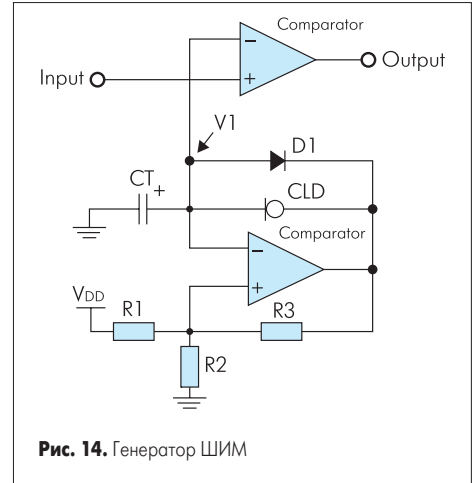 Comparator
−
Input
+
Output
V1
D1
CT
+
CLD
Comparator
−
+
VDD
R1
R3
R2
Рис. 14. Генератор ШИМ